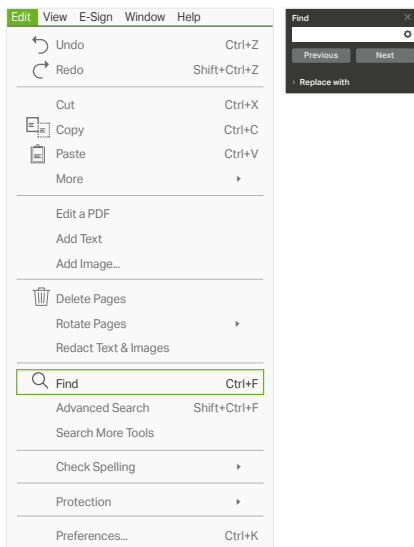 Edit View E-Sign Window Help
Undo Ctrl+Z
Redo Shift+Ctrl+Z
Cut Ctrl+X
Copy Ctrl+C
Paste Ctrl+V
More
Edit a PDF
Add Text
Add Image...
Delete Pages
Rotate Pages
Redact Text & Images
Find Ctrl+F
Advanced Search Shift+Ctrl+F
Search More Tools
Check Spelling
Protection
Preferences... Ctrl+K
Find
Previous Next
Replace with